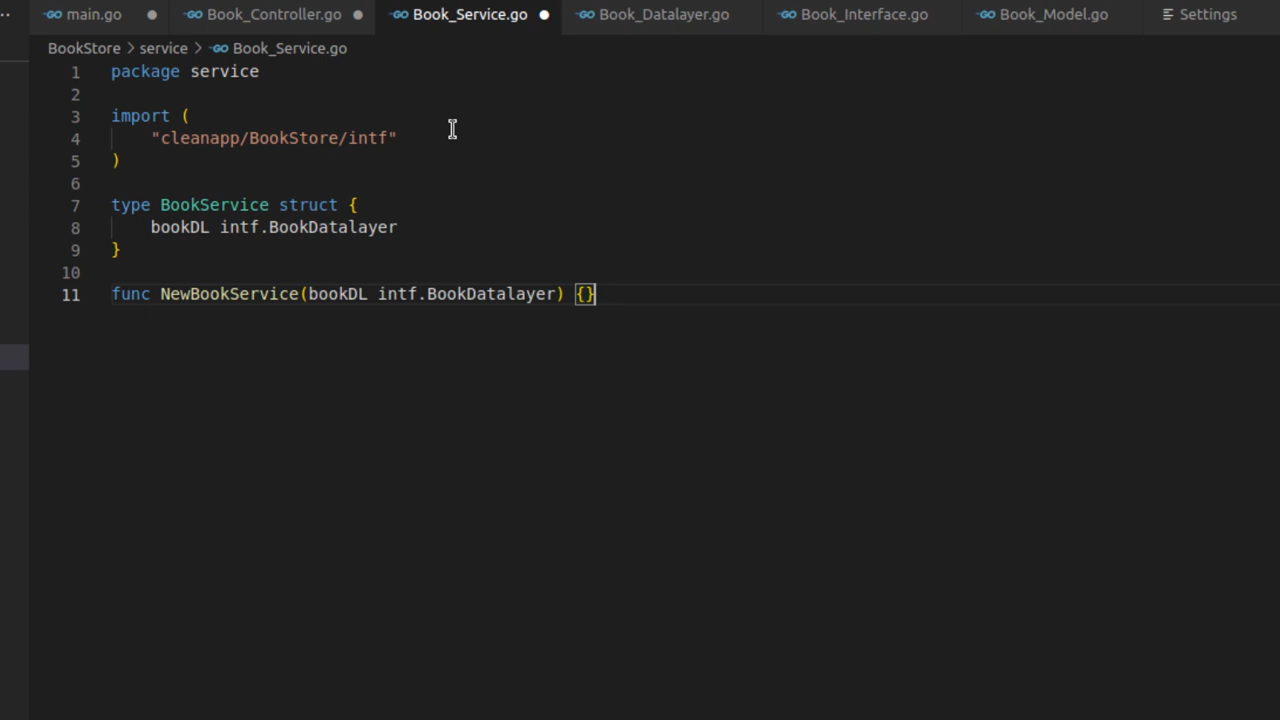 main.go Book_Controller.go Book_Service.go Book_Datalayer.go Book_Interface.go Book_Model.go Settings
BookStore > service > Book_Service.go
1 package service
2
3 import (
4 "cleanapp/BookStore/intf"
5 )
6
7 type BookService struct {
8 bookDL intf.BookDatalayer
9 }
10
11 func NewBookService(bookDL intf.BookDatalayer) {}